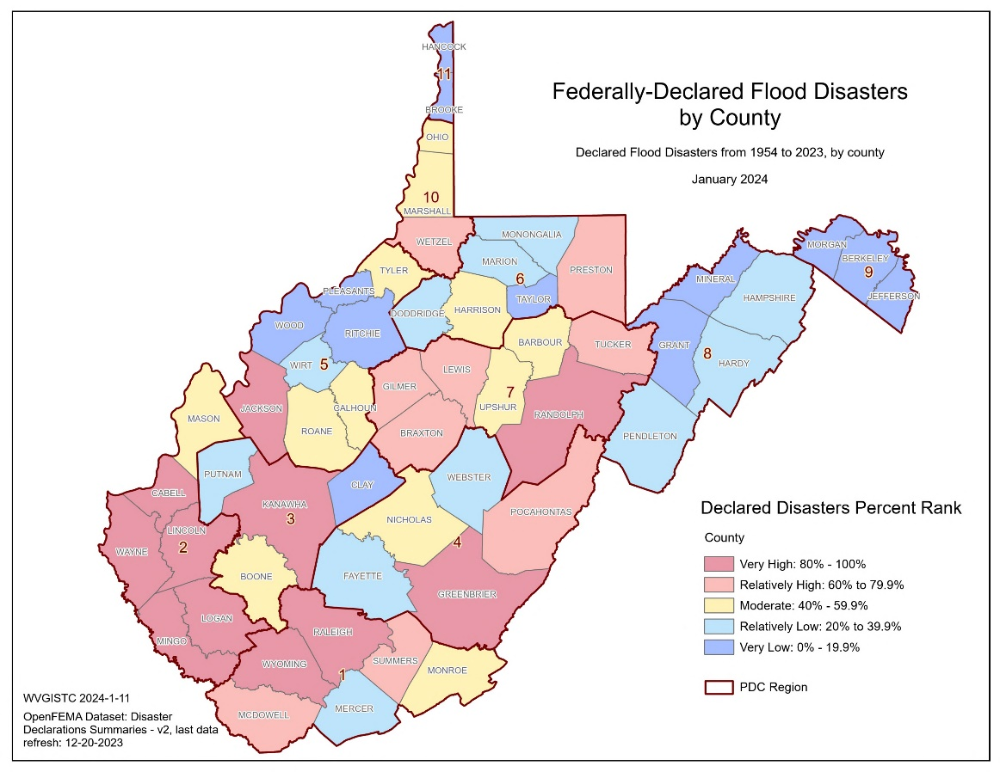 Federally-Declared Flood Disasters
by County
Declared Flood Disasters from 1954 to 2023, by county
January 2024
HANCOCK
11
BROOKE
OHIO
10
MARSHALL
WETZEL
MONONGALIA
MARION
PRESTON
TYLER
6
PLEASANTS
TAYLOR
HARRISON
DODDRIDGE
MORGAN
BERKELEY
9
JEFFERSON
MINERAL
HAMPSHIRE
WOOD
RITCHIE
BARBOUR
TUCKER
GRANT
8
HARDY
WIRT
5
LEWIS
GILMER
7
UPSHUR
JACKSON
CALHOUN
RANDOLPH
MASON
ROANE
BRAXTON
PENDLETON
PUTNAM
WEBSTER
CLAY
CABELL
KANAWHA
3
POCAHONTAS
NICHOLAS
LINCOLN
2
WAYNE
4
BOONE
FAYETTE
GREENBRIER
LOGAN
RALEIGH
MINGO
WYOMING
SUMMERS
MONROE
1
MERCER
MCDOWELL
Declared Disasters Percent Rank
County
Very High: 80% - 100%
Relatively High: 60% to 79.9%
Moderate: 40% - 59.9%
Relatively Low: 20% to 39.9%
Very Low: 0% - 19.9%
PDC Region
WVGISTC 2024-1-11
OpenFEMA Dataset: Disaster
Declarations Summaries - v2, last data
refresh: 12-20-2023